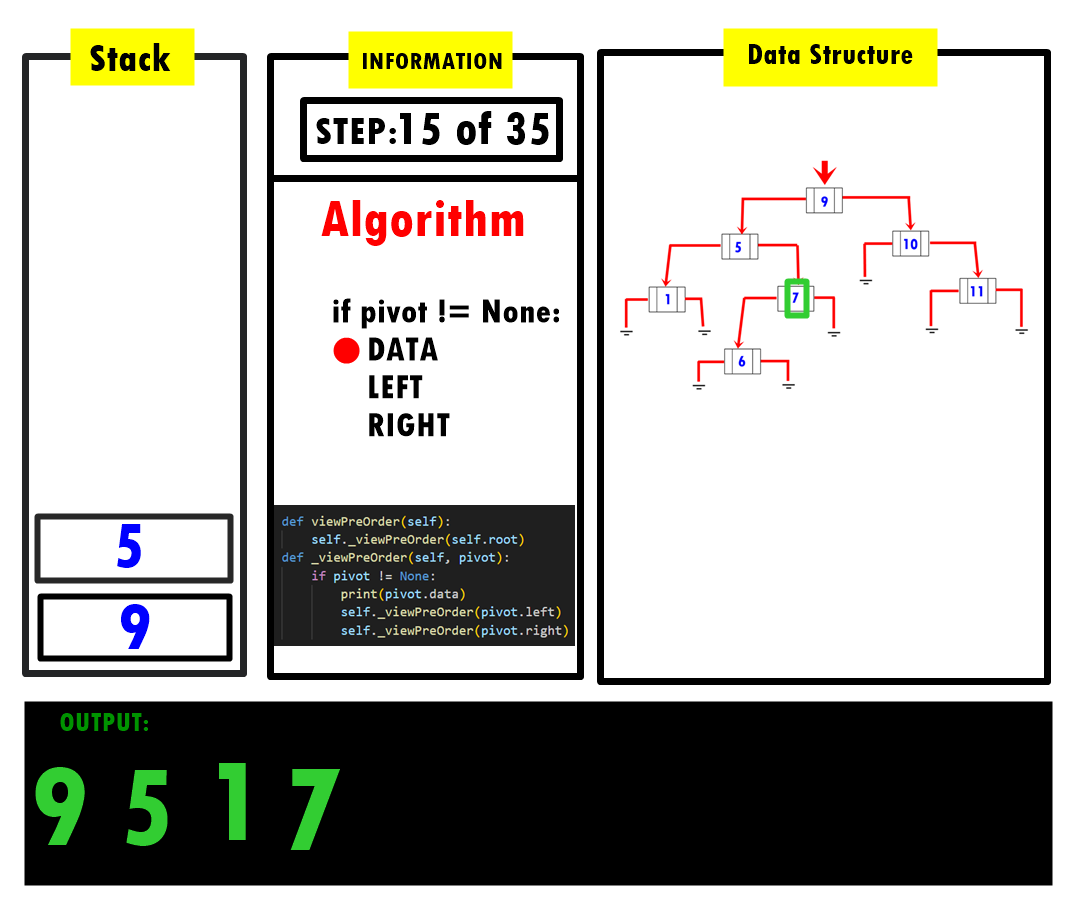 Stack
5
9
INFORMATION
STEP:15 of 35
Algorithm
if pivot != None:
DATA
LEFT
RIGHT
def viewPreOrder(self):
self._viewPreOrder(self.root)
def _viewPreOrder(self, pivot):
if pivot != None:
print(pivot.data)
self._viewPreOrder(pivot.left)
self._viewPreOrder(pivot.right)
Data Structure
9
5
10
1
7
11
6
OUTPUT:
9 5 1 7